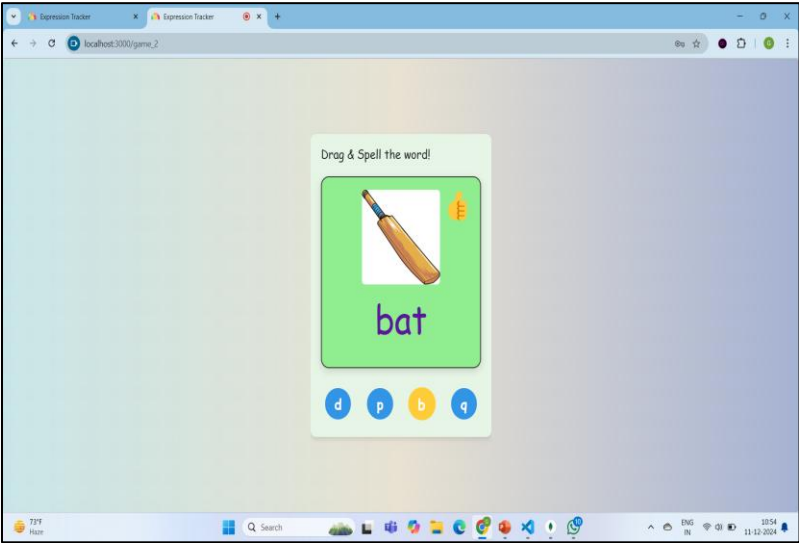 Expression Tracker
Expression Tracker
localhost:3000/game_2
G
Drag & Spell the word!
bat
d p b q
73°F
Haze
Search
ENG
IN
10:54
11-12-2024